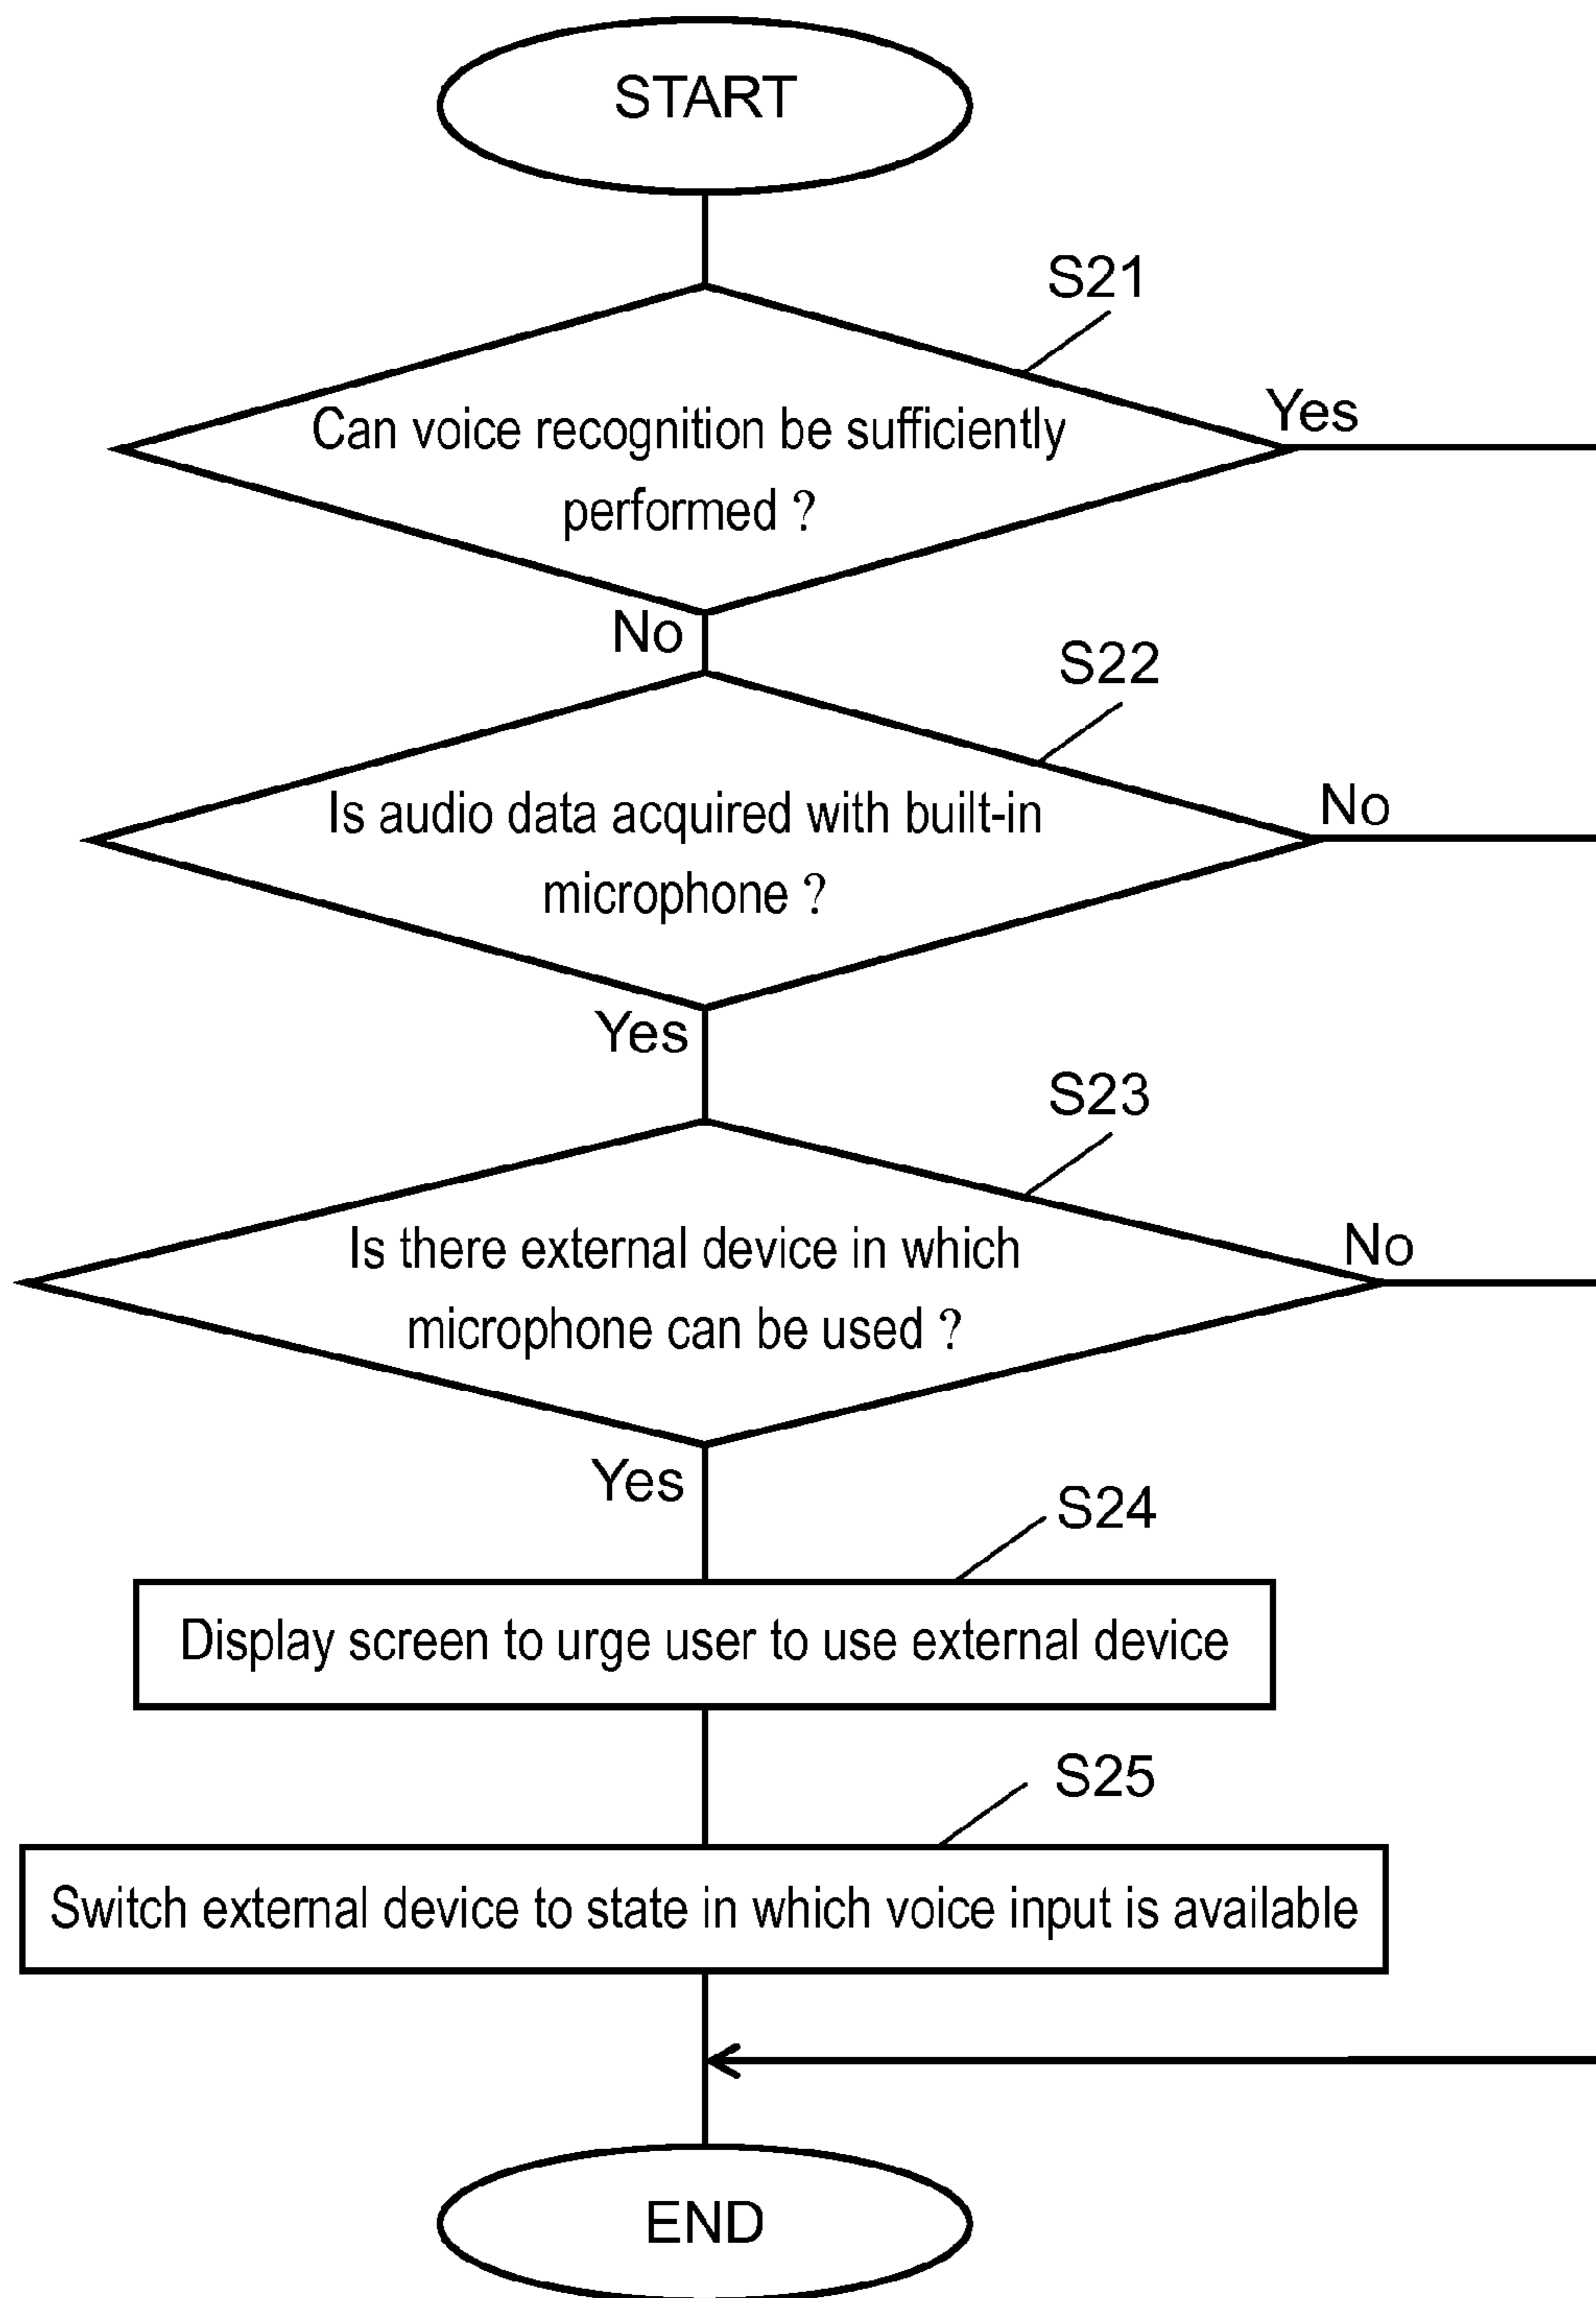 START
S21
Can voice recognition be sufficiently
performed ?
Yes
No
S22
Is audio data acquired with built-in
microphone ?
No
Yes
S23
Is there external device in which
microphone can be used ?
No
Yes
S24
Display screen to urge user to use external device
S25
Switch external device to state in which voice input is available
END